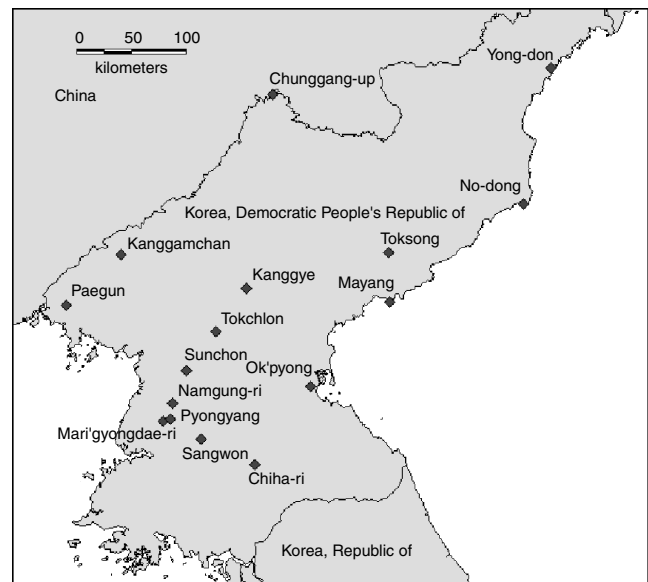 0 50 100
kilometers
China
Chunggang-up
Yong-don
No-dong
Korea, Democratic People's Republic of
Kanggamchan
Toksong
Kanggye
Mayang
Paegun
Tokchlon
Sunchon
Ok'pyong
Namgung-ri
Pyongyang
Mari'gyongdae-ri
Sangwon
Chiha-ri
Korea, Republic of